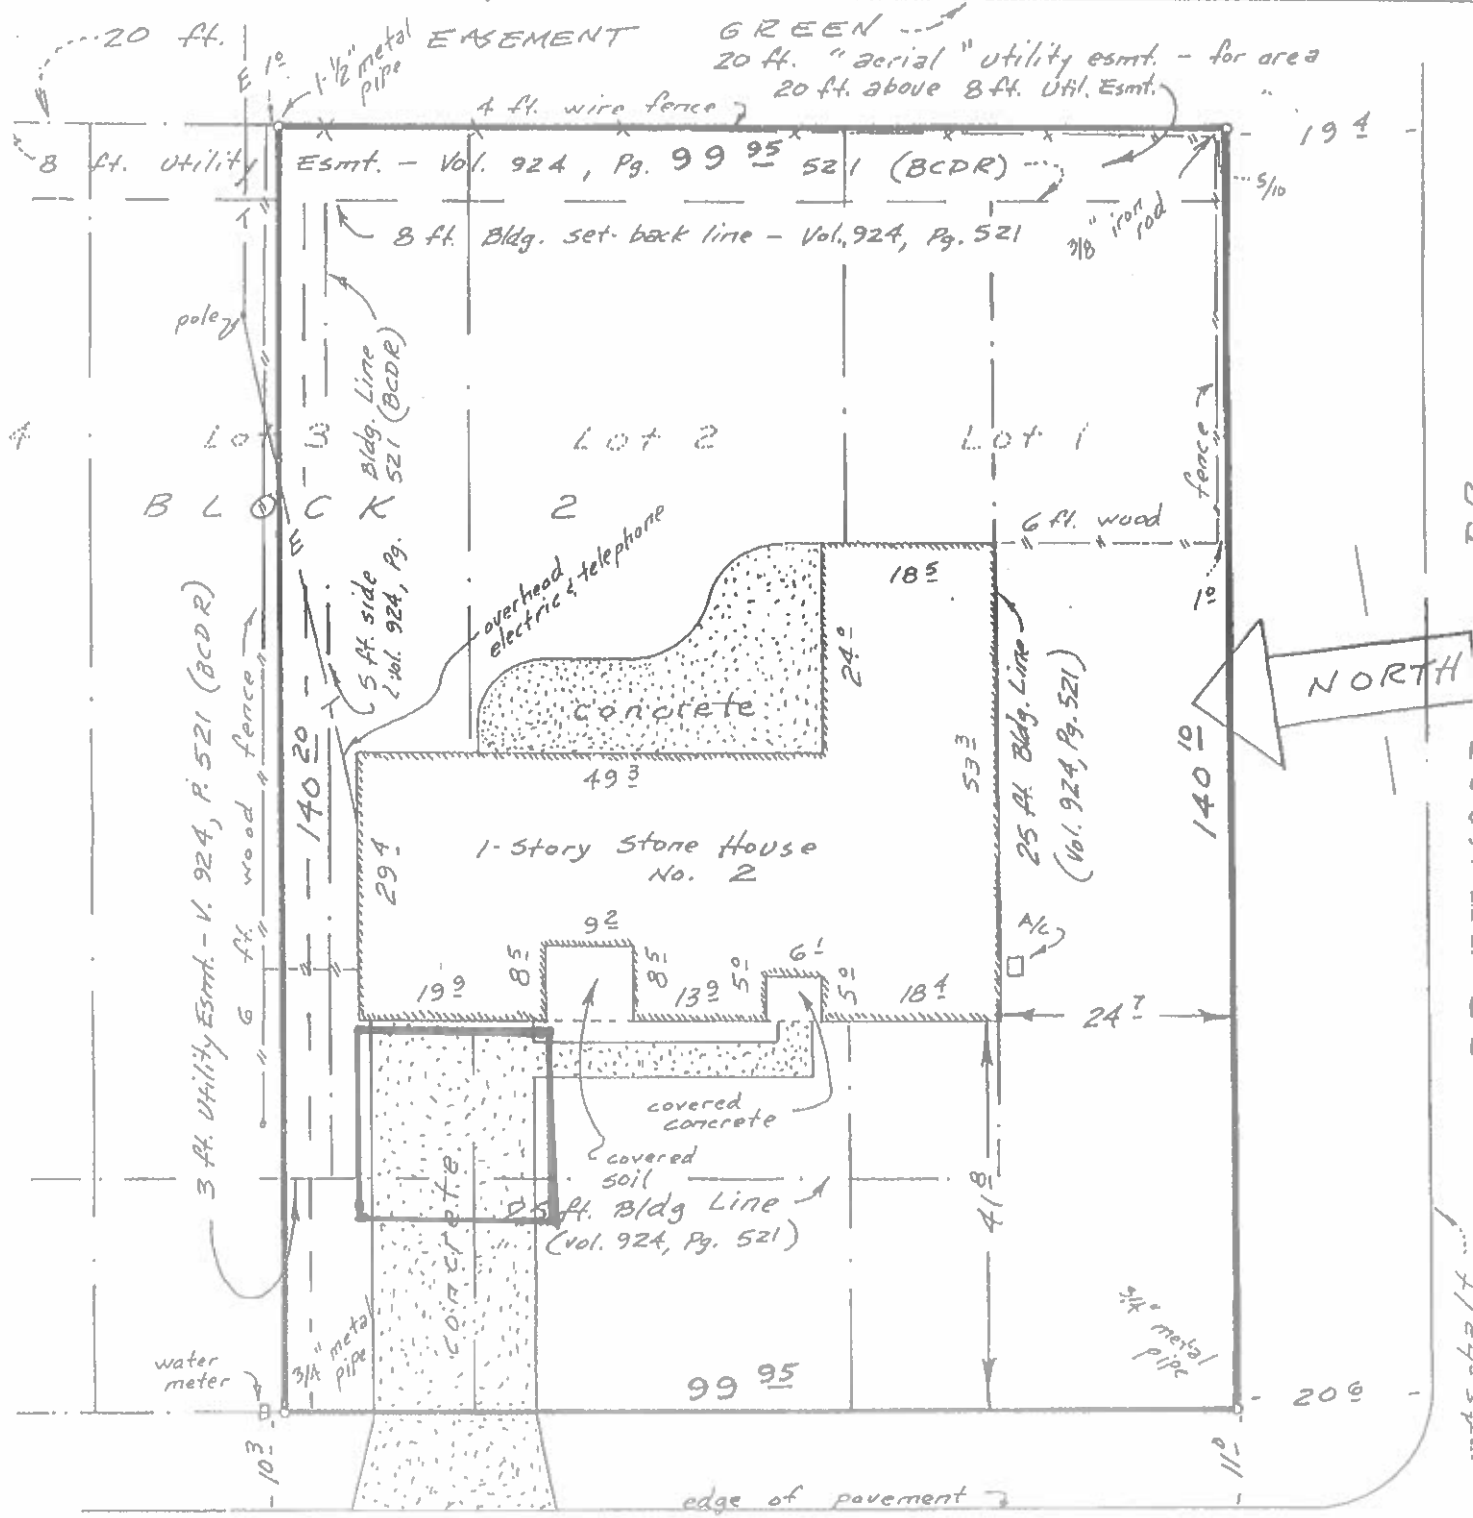 20 ft. EASEMENT
GREEN
1-1/2" metal
pipe
20 ft. "aerial" utility esmt. - for area
20 ft. above 8 ft. Util. Esmt.
E
1⁰
4 ft. wire fence
19⁴
8 ft. Utility Esmt. - Vol. 924, Pg. 521 (BCDR)
99⁹⁵
5/10
T
3/8" iron
rod
8 ft. Bldg. set-back line - Vol. 924, Pg. 521
pole
5 ft. side Bldg. Line
(Vol. 924, Pg. 521 (BCDR)
4
Lot 3
Lot 2
Lot 1
fence
BLOCK 2
6 ft. wood
1⁰
E
overhead
electric & telephone
T
18⁵
24⁰
NORTH
concrete
3 ft. Utility Esmt. - V. 924, P. 521 (BCDR)
6 ft. wood fence
140²⁰
49³
53³
25 ft. Bldg. Line
(Vol. 924, Pg. 521)
140¹⁰
1-Story Stone House
No. 2
29⁴
9²
8⁵
8⁵
6¹
5⁰
5⁰
A/C
19⁹
13⁹
18⁴
24⁷
covered
concrete
covered
soil
concrete
25 ft. Bldg Line
(Vol. 924, Pg. 521)
41⁸
3/4" metal
pipe
3/4" metal
pipe
water
meter
99⁹⁵
20⁶
10³
11⁰
edge of pavement